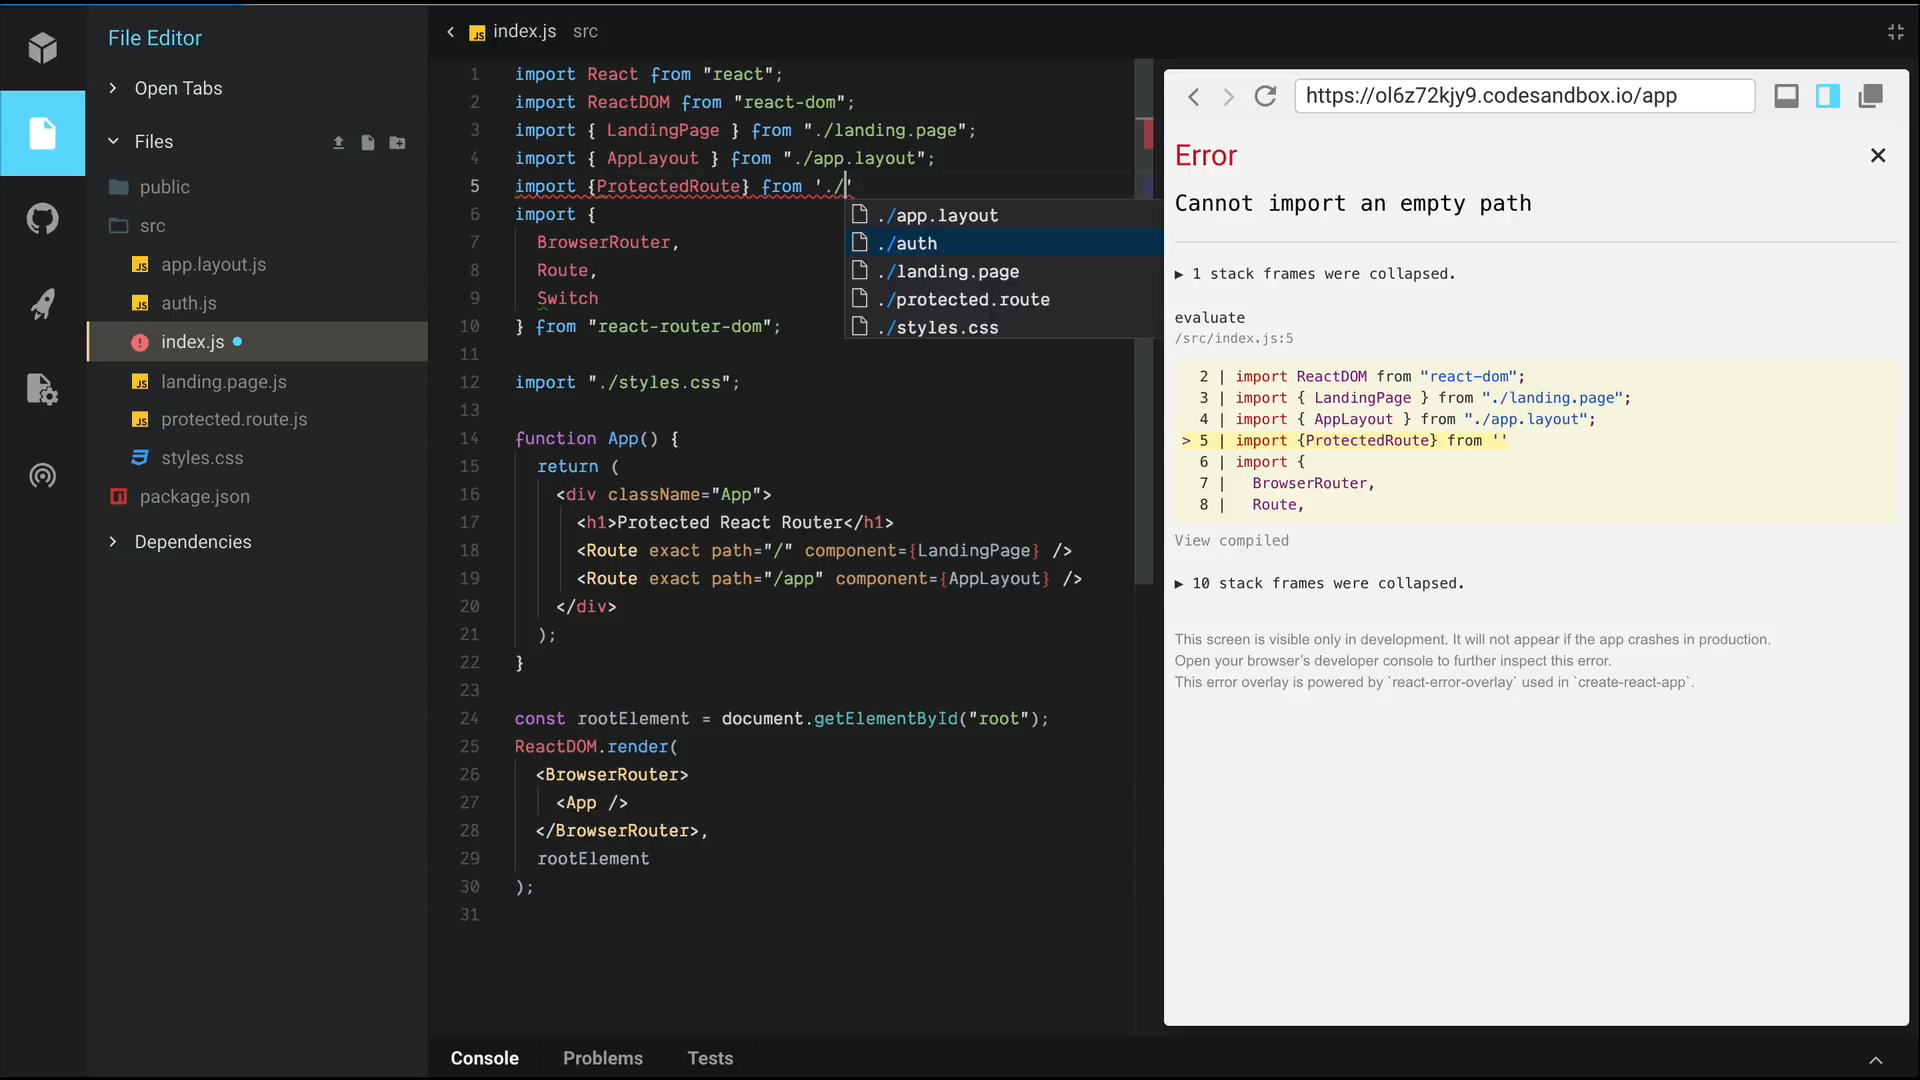 File Editor
Open Tabs
Files
public
src
app.layout.js
auth.js
index.js
landing.page.js
protected.route.js
styles.css
package.json
Dependencies
index.js src
1 import React from "react";
2 import ReactDOM from "react-dom";
3 import { LandingPage } from "./landing.page";
4 import { AppLayout } from "./app.layout";
5 import {ProtectedRoute} from './'
6 import {
7 BrowserRouter,
8 Route,
9 Switch
10 } from "react-router-dom";
11
12 import "./styles.css";
13
14 function App() {
15 return (
16 <div className="App">
17 <h1>Protected React Router</h1>
18 <Route exact path="/" component={LandingPage} />
19 <Route exact path="/app" component={AppLayout} />
20 </div>
21 );
22 }
23
24 const rootElement = document.getElementById("root");
25 ReactDOM.render(
26 <BrowserRouter>
27 <App />
28 </BrowserRouter>,
29 rootElement
30 );
31
./app.layout
./auth
./landing.page
./protected.route
./styles.css
https://ol6z72kjy9.codesandbox.io/app
Error
Cannot import an empty path
▶ 1 stack frames were collapsed.
evaluate
/src/index.js:5
2 | import ReactDOM from "react-dom";
3 | import { LandingPage } from "./landing.page";
4 | import { AppLayout } from "./app.layout";
> 5 | import {ProtectedRoute} from ''
6 | import {
7 | BrowserRouter,
8 | Route,
View compiled
▶ 10 stack frames were collapsed.
This screen is visible only in development. It will not appear if the app crashes in production.
Open your browser's developer console to further inspect this error.
This error overlay is powered by `react-error-overlay` used in `create-react-app`.
Console Problems Tests